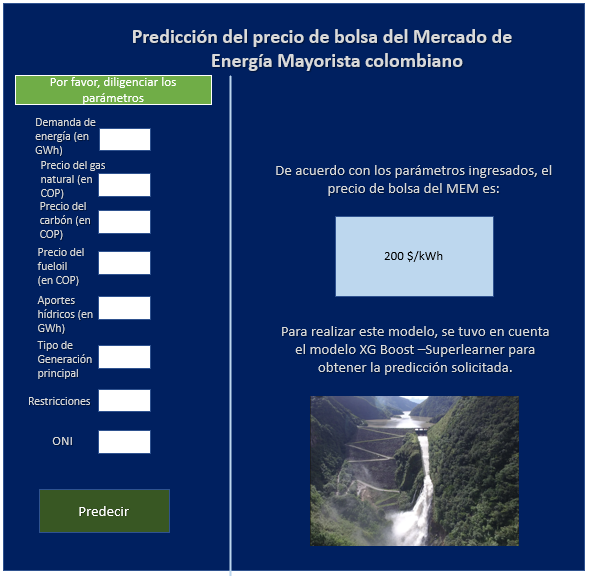 Predicción del precio de bolsa del Mercado de
Energía Mayorista colombiano
Por favor, diligenciar los
parámetros
Demanda de
energía (en
GWh)
Precio del gas
natural (en
COP)
Precio del
carbón (en
COP)
Precio del
fueloil
(en COP)
Aportes
hídricos (en
GWh)
Tipo de
Generación
principal
Restricciones
ONI
Predecir
De acuerdo con los parámetros ingresados, el
precio de bolsa del MEM es:
200 $/kWh
Para realizar este modelo, se tuvo en cuenta
el modelo XG Boost –Superlearner para
obtener la predicción solicitada.